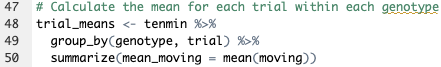 47 # Calculate the mean for each trial within each genotype
48 trial_means <- tenmin %>%
49   group_by(genotype, trial) %>%
50   summarize(mean_moving = mean(moving))